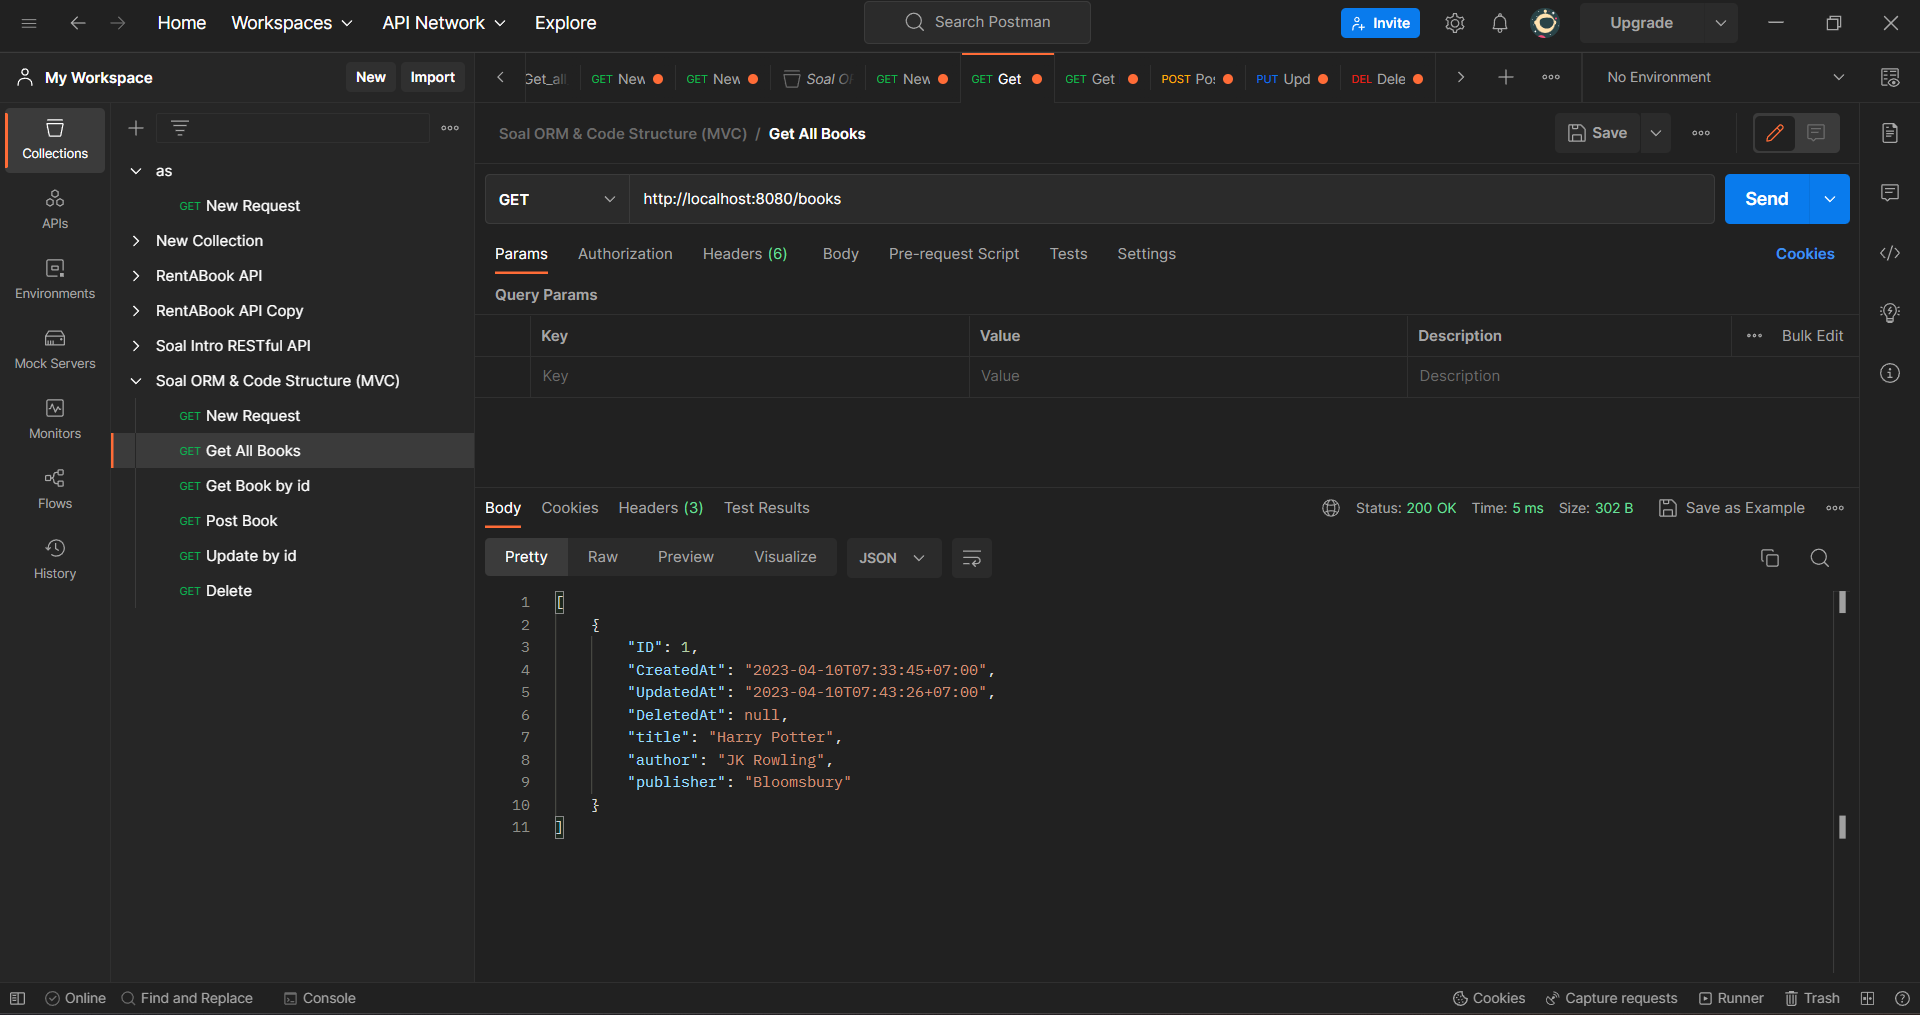 Home Workspaces API Network Explore Search Postman Invite Upgrade
My Workspace New Import Get_all GET New GET New Soal O GET New GET Get GET Get POST Po PUT Upd DEL Dele No Environment
Collections
APIs
Environments
Mock Servers
Monitors
Flows
History
as
GET New Request
New Collection
RentABook API
RentABook API Copy
Soal Intro RESTful API
Soal ORM & Code Structure (MVC)
GET New Request
GET Get All Books
GET Get Book by id
GET Post Book
GET Update by id
GET Delete
Soal ORM & Code Structure (MVC) / Get All Books Save
GET http://localhost:8080/books Send
Params Authorization Headers (6) Body Pre-request Script Tests Settings Cookies
Query Params
Key Value Description Bulk Edit
Key Value Description
Body Cookies Headers (3) Test Results Status: 200 OK Time: 5 ms Size: 302 B Save as Example
Pretty Raw Preview Visualize JSON
1 [
2 {
3 "ID": 1,
4 "CreatedAt": "2023-04-10T07:33:45+07:00",
5 "UpdatedAt": "2023-04-10T07:43:26+07:00",
6 "DeletedAt": null,
7 "title": "Harry Potter",
8 "author": "JK Rowling",
9 "publisher": "Bloomsbury"
10 }
11 ]
Online Find and Replace Console Cookies Capture requests Runner Trash